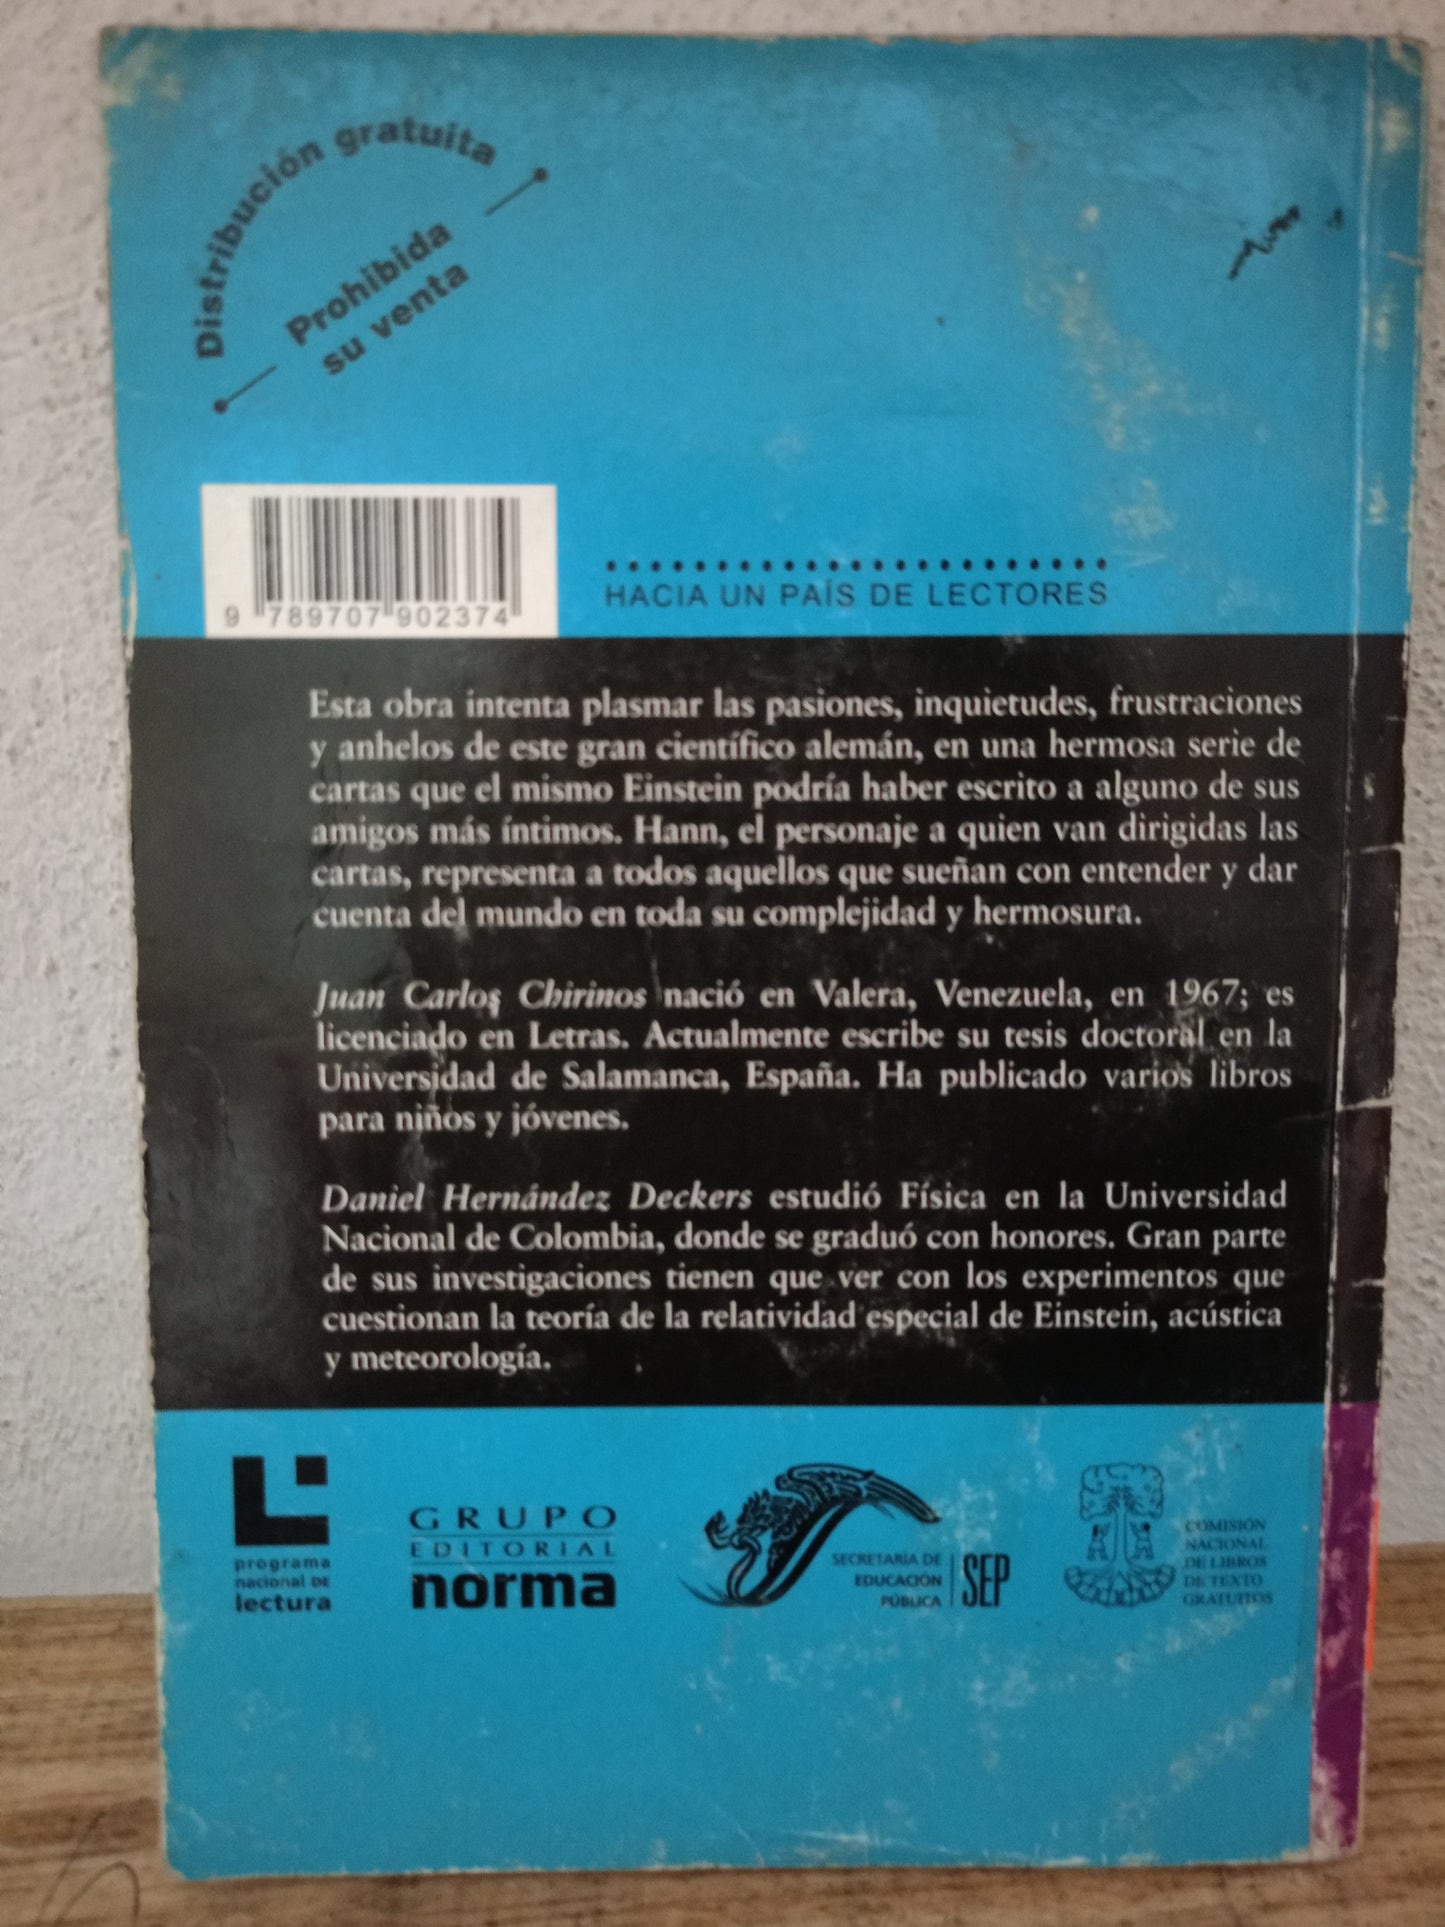 Distribución gratuita
Prohibida
su venta
9 789707 902374
HACIA UN PAÍS DE LECTORES
Esta obra intenta plasmar las pasiones, inquietudes, frustraciones
y anhelos de este gran científico alemán, en una hermosa serie de
cartas que el mismo Einstein podría haber escrito a alguno de sus
amigos más íntimos. Hann, el personaje a quien van dirigidas las
cartas, representa a todos aquellos que sueñan con entender y dar
cuenta del mundo en toda su complejidad y hermosura.
Juan Carlos Chirinos nació en Valera, Venezuela, en 1967; es
licenciado en Letras. Actualmente escribe su tesis doctoral en la
Universidad de Salamanca, España. Ha publicado varios libros
para niños y jóvenes.
Daniel Hernández Deckers estudió Física en la Universidad
Nacional de Colombia, donde se graduó con honores. Gran parte
de sus investigaciones tienen que ver con los experimentos que
cuestionan la teoría de la relatividad especial de Einstein, acústica
y meteorología.
programa
nacional DE
lectura
GRUPO
EDITORIAL
norma
SECRETARÍA DE
EDUCACIÓN
PÚBLICA
SEP
COMISIÓN
NACIONAL
DE LIBROS
DE TEXTO
GRATUITOS